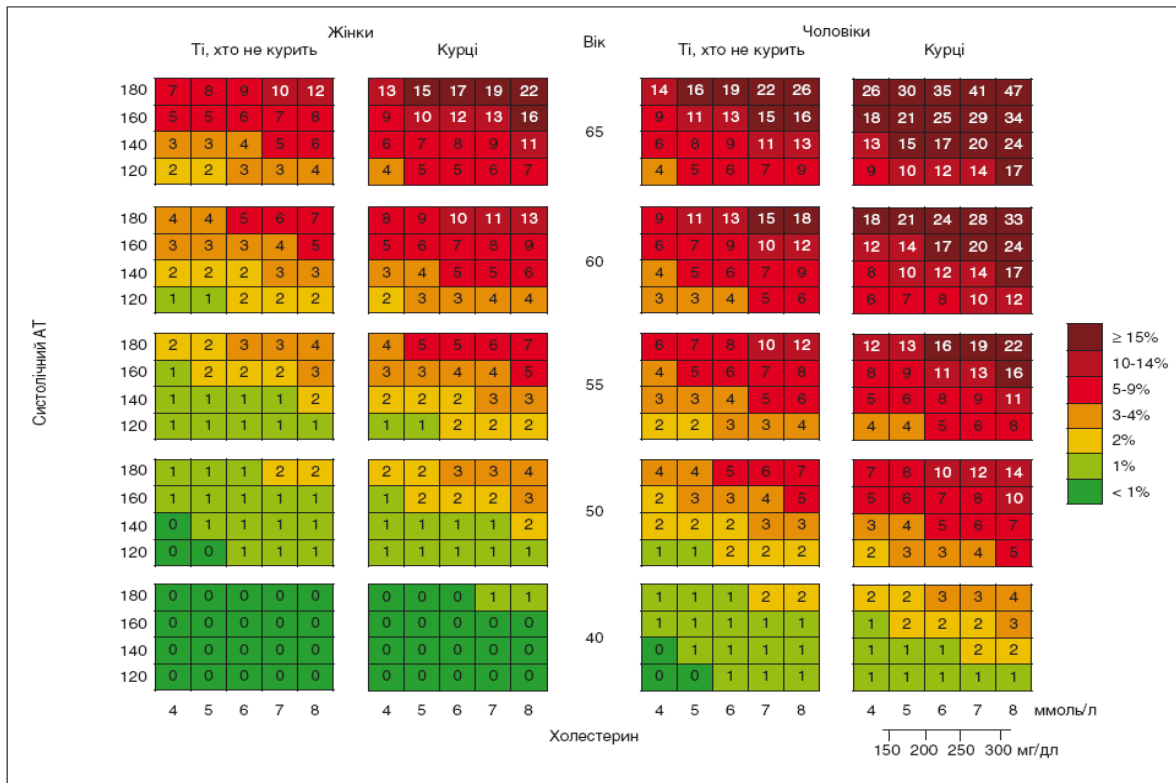 Жінки
Чоловіки
Ті, хто не курить
Курці
Вік
Ті, хто не курить
Курці
180 7 8 9 10 12 13 15 17 19 22 14 16 19 22 26 26 30 35 41 47
160 5 5 6 7 8 9 10 12 13 16 9 11 13 15 16 18 21 25 29 34
65
140 3 3 4 5 6 6 7 8 9 11 6 8 9 11 13 13 15 17 20 24
120 2 2 3 3 4 4 5 5 6 7 4 5 6 7 9 9 10 12 14 17
180 4 4 5 6 7 8 9 10 11 13 9 11 13 15 18 18 21 24 28 33
160 3 3 3 4 5 5 6 7 8 9 6 7 9 10 12 12 14 17 20 24
60
140 2 2 2 3 3 3 4 5 5 6 4 5 6 7 9 8 10 12 14 17
120 1 1 2 2 2 2 3 3 4 4 3 3 4 5 6 6 7 8 10 12
Систолічний АТ
180 2 2 3 3 4 4 5 5 6 7 6 7 8 10 12 12 13 16 19 22
160 1 2 2 2 3 3 3 4 4 5 4 5 6 7 8 8 9 11 13 16
55
140 1 1 1 1 2 2 2 2 3 3 3 3 4 5 6 5 6 8 9 11
120 1 1 1 1 1 1 1 2 2 2 2 2 3 3 4 4 4 5 6 8
≥ 15%
10-14%
5-9%
3-4%
2%
1%
< 1%
180 1 1 1 2 2 2 2 3 3 4 4 4 5 6 7 7 8 10 12 14
160 1 1 1 1 1 1 2 2 2 3 2 3 3 4 5 5 6 7 8 10
50
140 0 1 1 1 1 1 1 1 1 2 2 2 2 3 3 3 4 5 6 7
120 0 0 1 1 1 1 1 1 1 1 1 1 2 2 2 2 3 3 4 5
180 0 0 0 0 0 0 0 0 1 1 1 1 1 2 2 2 2 3 3 4
160 0 0 0 0 0 0 0 0 0 0 1 1 1 1 1 1 2 2 2 3
40
140 0 0 0 0 0 0 0 0 0 0 0 1 1 1 1 1 1 1 2 2
120 0 0 0 0 0 0 0 0 0 0 0 0 1 1 1 1 1 1 1 1
4 5 6 7 8 4 5 6 7 8 4 5 6 7 8 4 5 6 7 8 ммоль/л
Холестерин
150 200 250 300 мг/дл